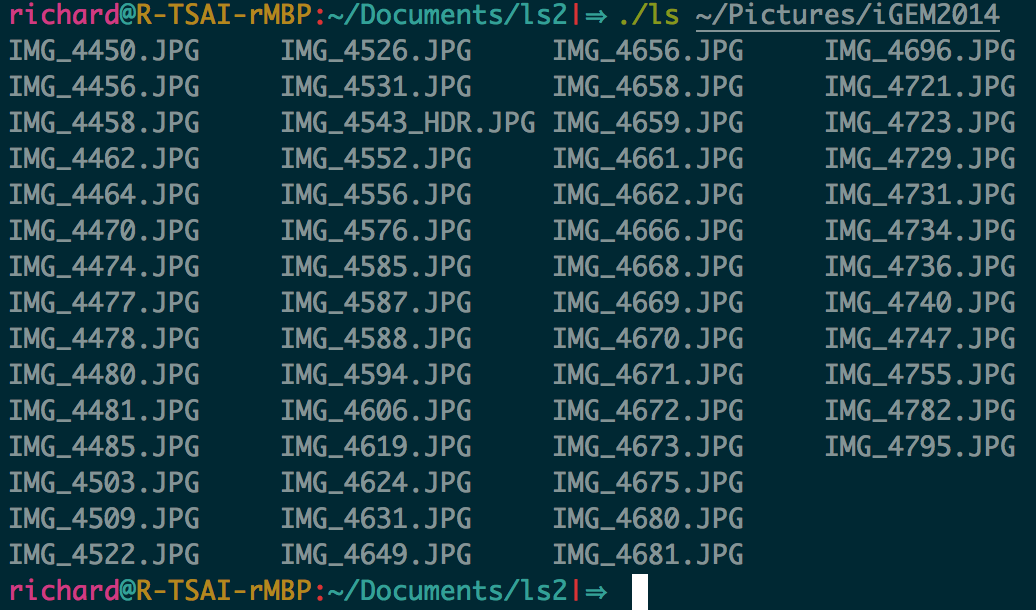 richard@R-TSAI-rMBP:~/Documents/ls2|⇒ ./ls ~/Pictures/iGEM2014
IMG_4450.JPG IMG_4526.JPG IMG_4656.JPG IMG_4696.JPG
IMG_4456.JPG IMG_4531.JPG IMG_4658.JPG IMG_4721.JPG
IMG_4458.JPG IMG_4543_HDR.JPG IMG_4659.JPG IMG_4723.JPG
IMG_4462.JPG IMG_4552.JPG IMG_4661.JPG IMG_4729.JPG
IMG_4464.JPG IMG_4556.JPG IMG_4662.JPG IMG_4731.JPG
IMG_4470.JPG IMG_4576.JPG IMG_4666.JPG IMG_4734.JPG
IMG_4474.JPG IMG_4585.JPG IMG_4668.JPG IMG_4736.JPG
IMG_4477.JPG IMG_4587.JPG IMG_4669.JPG IMG_4740.JPG
IMG_4478.JPG IMG_4588.JPG IMG_4670.JPG IMG_4747.JPG
IMG_4480.JPG IMG_4594.JPG IMG_4671.JPG IMG_4755.JPG
IMG_4481.JPG IMG_4606.JPG IMG_4672.JPG IMG_4782.JPG
IMG_4485.JPG IMG_4619.JPG IMG_4673.JPG IMG_4795.JPG
IMG_4503.JPG IMG_4624.JPG IMG_4675.JPG
IMG_4509.JPG IMG_4631.JPG IMG_4680.JPG
IMG_4522.JPG IMG_4649.JPG IMG_4681.JPG
richard@R-TSAI-rMBP:~/Documents/ls2|⇒